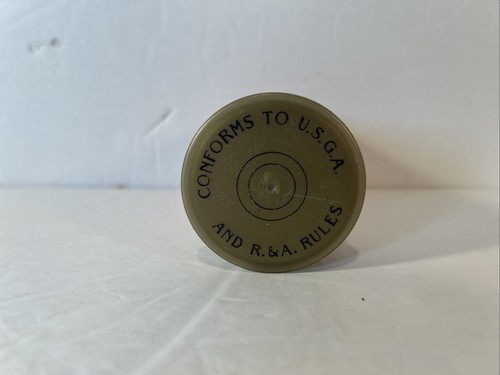 CONFORMS TO U.S.G.A.
AND R.&A. RULES